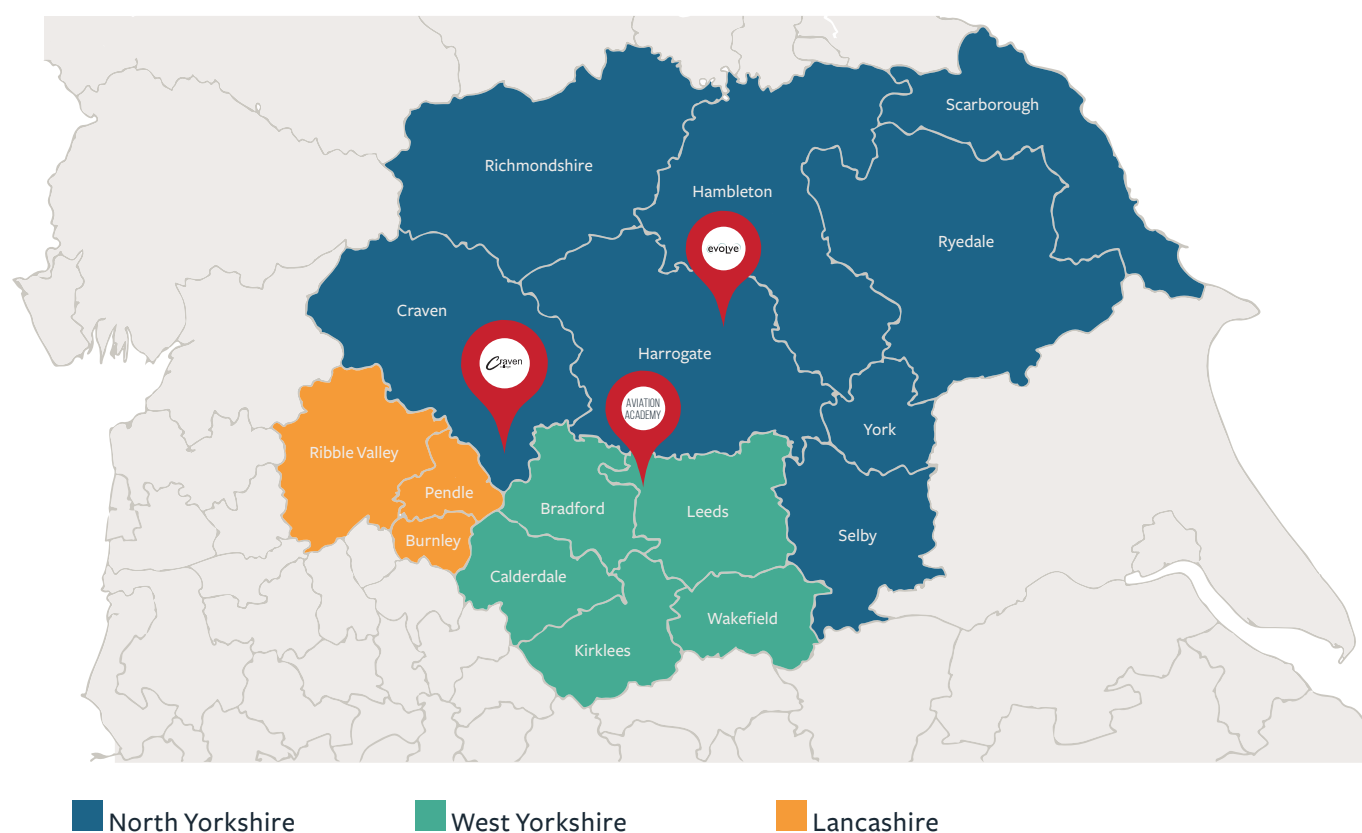 Scarborough
Richmondshire
Hambleton
Ryedale
evolve
Craven
Craven
Harrogate
AVIATION
ACADEMY
York
Ribble Valley
Pendle
Bradford
Leeds
Burnley
Selby
Calderdale
Wakefield
Kirklees
North Yorkshire
West Yorkshire
Lancashire